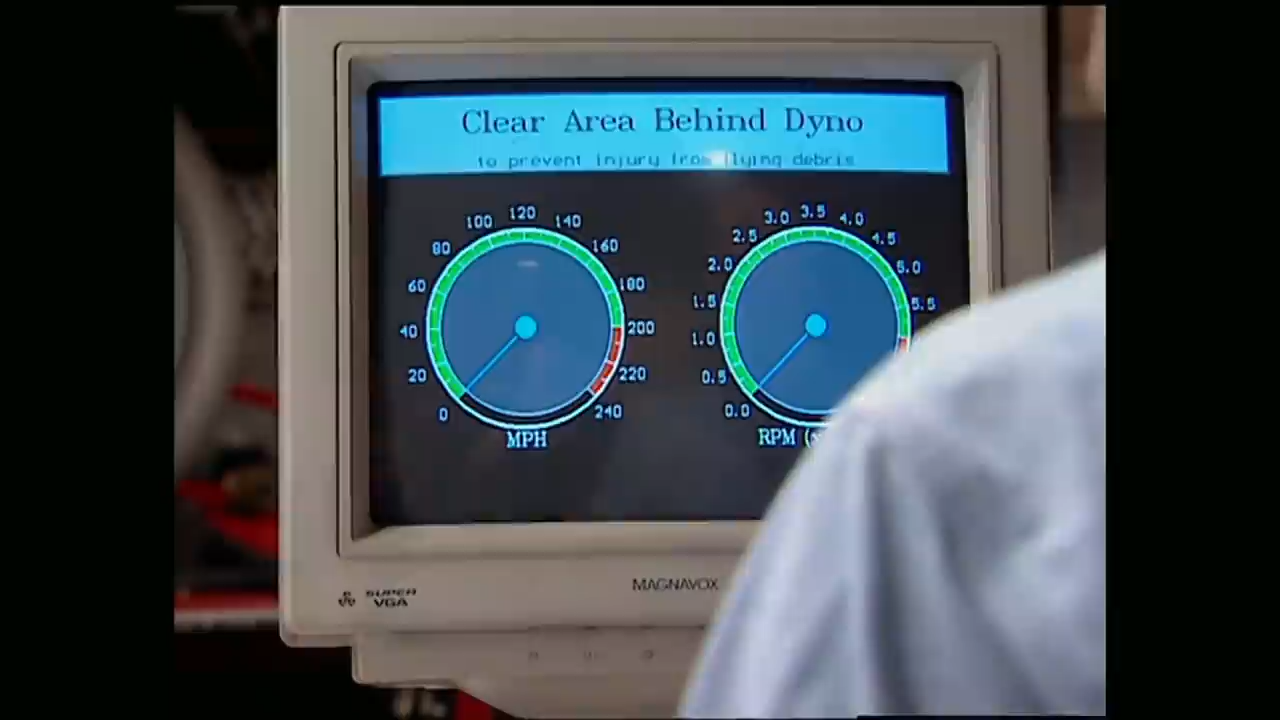 Clear Area Behind Dyno
to prevent injury from flying debris
100 120 140
80 160
60 180
40 200
20 220
0 240
MPH
3.0 3.5 4.0
2.5 4.5
2.0 5.0
1.5 5.5
1.0
0.5
0.0
RPM
SUPER
VGA
MAGNAVOX